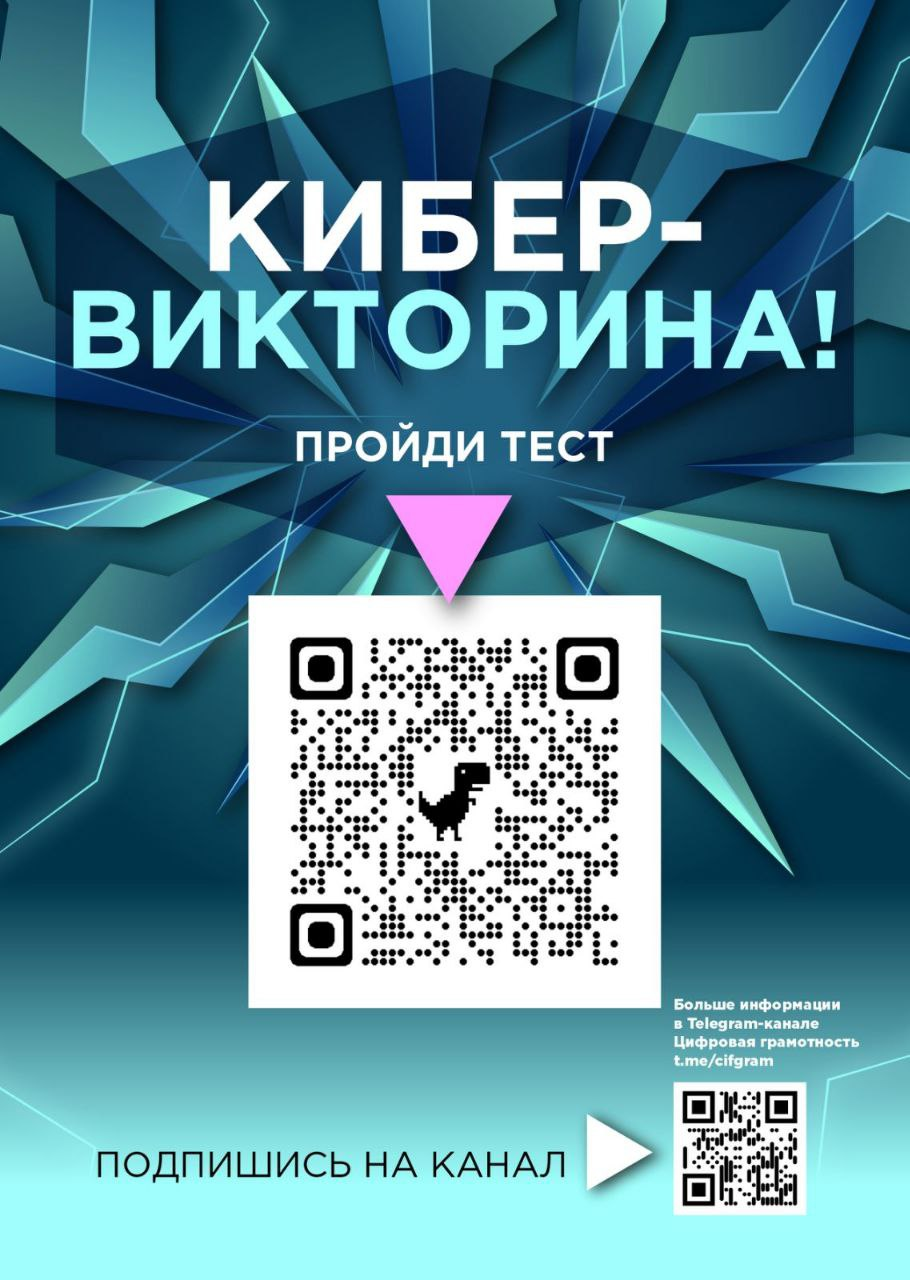 КИБЕР-
ВИКТОРИНА!
ПРОЙДИ ТЕСТ
Больше информации
в Telegram-канале
Цифровая грамотность
t.me/cifgram
ПОДПИШИСЬ НА КАНАЛ